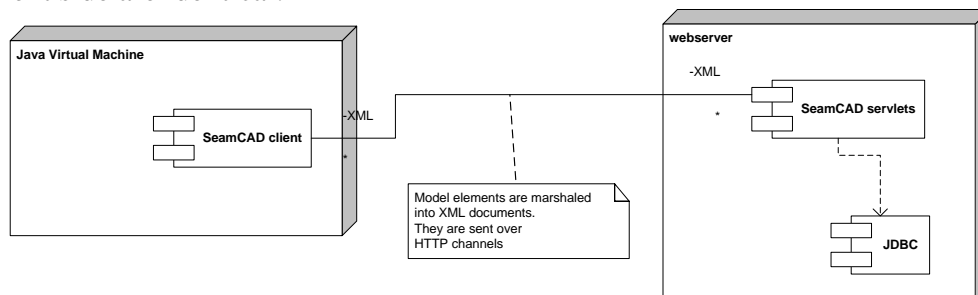 Java Virtual Machine
SeamCAD client
-XML
*
Model elements are marshaled
into XML documents.
They are sent over
HTTP channels
webserver
-XML
*
SeamCAD servlets
JDBC